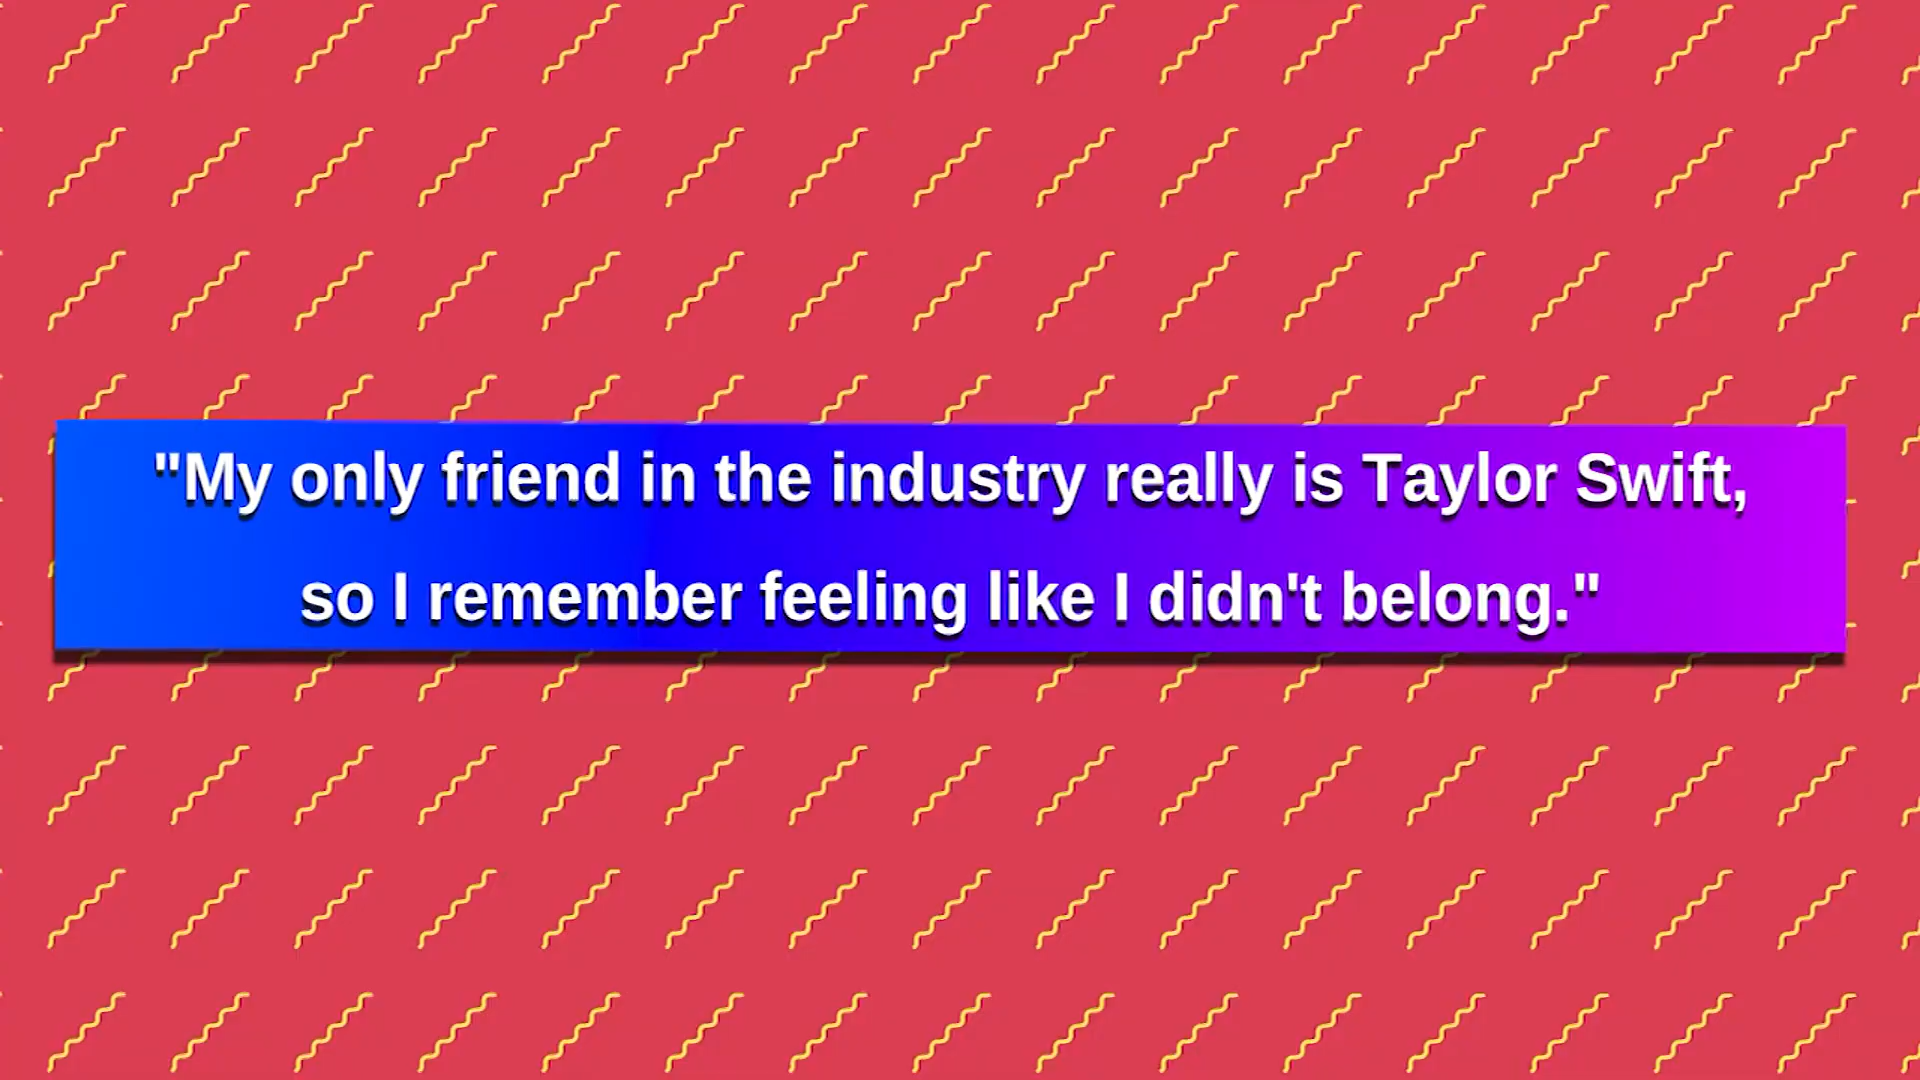 "My only friend in the industry really is Taylor Swift,
so I remember feeling like I didn't belong."